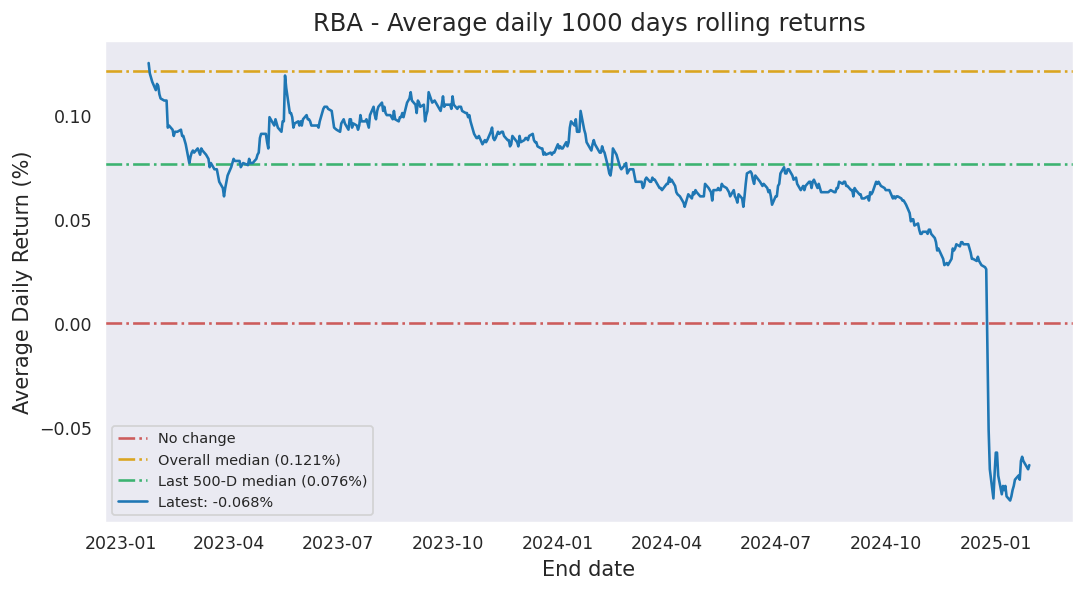 RBA - Average daily 1000 days rolling returns
Average Daily Return (%)
0.10
0.05
0.00
−0.05
No change
Overall median (0.121%)
Last 500-D median (0.076%)
Latest: -0.068%
2023-01 2023-04 2023-07 2023-10 2024-01 2024-04 2024-07 2024-10 2025-01
End date